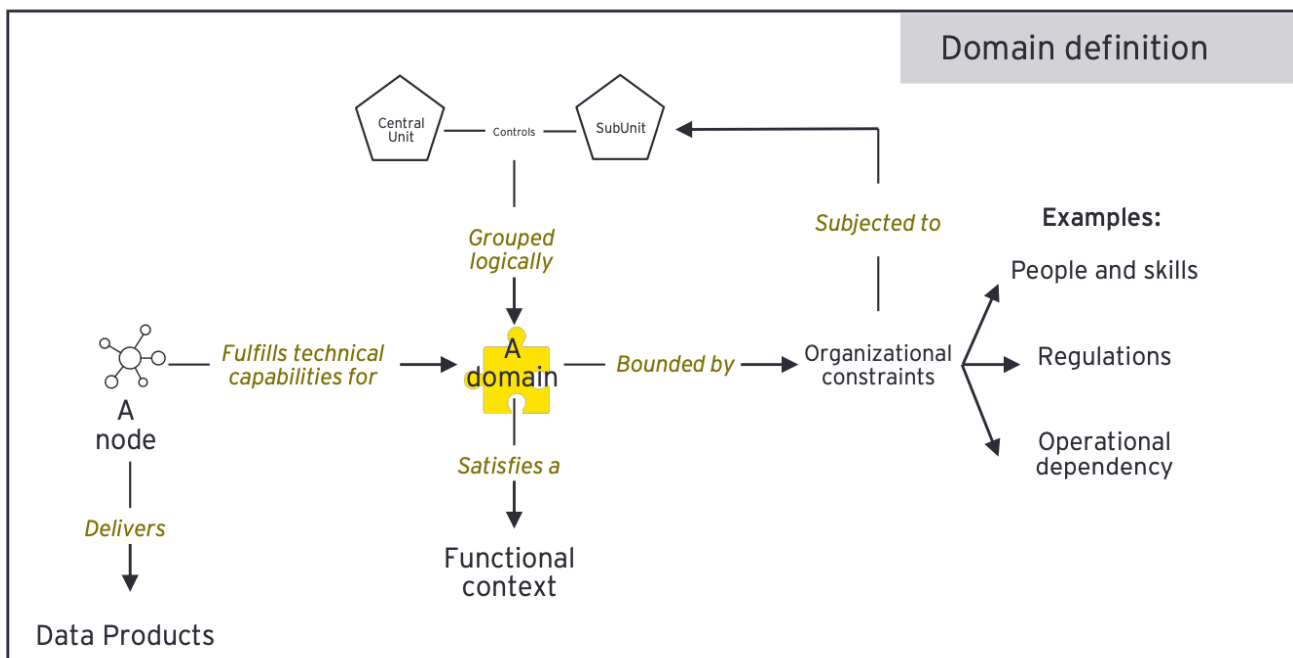 Domain definition
Central
Unit
Controls
SubUnit
Grouped
logically
Subjected to
Examples:
People and skills
Fulfills technical
capabilities for
A
domain
Bounded by
Organizational
constraints
Regulations
A
node
Satisfies a
Operational
dependency
Delivers
Functional
context
Data Products